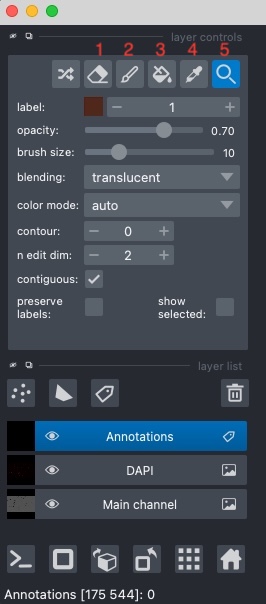 layer controls
1 2 3 4 5
label: 1
opacity: 0.70
brush size: 10
blending: translucent
color mode: auto
contour: 0
n edit dim: 2
contiguous:
preserve labels: show selected:
layer list
Annotations
DAPI
Main channel
Annotations [175 544]: 0